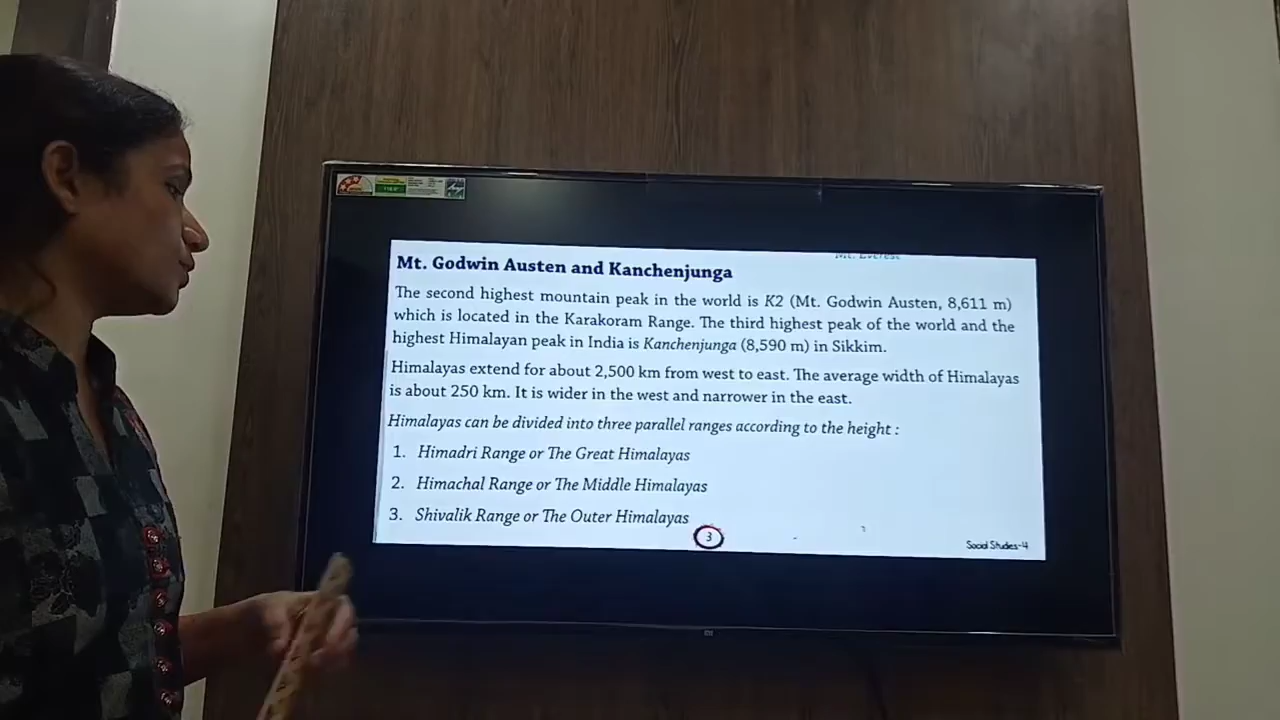 Mt. Everest
Mt. Godwin Austen and Kanchenjunga
The second highest mountain peak in the world is K2 (Mt. Godwin Austen, 8,611 m)
which is located in the Karakoram Range. The third highest peak of the world and the
highest Himalayan peak in India is Kanchenjunga (8,590 m) in Sikkim.
Himalayas extend for about 2,500 km from west to east. The average width of Himalayas
is about 250 km. It is wider in the west and narrower in the east.
Himalayas can be divided into three parallel ranges according to the height :
1. Himadri Range or The Great Himalayas
2. Himachal Range or The Middle Himalayas
3. Shivalik Range or The Outer Himalayas
3
Social Studies-4